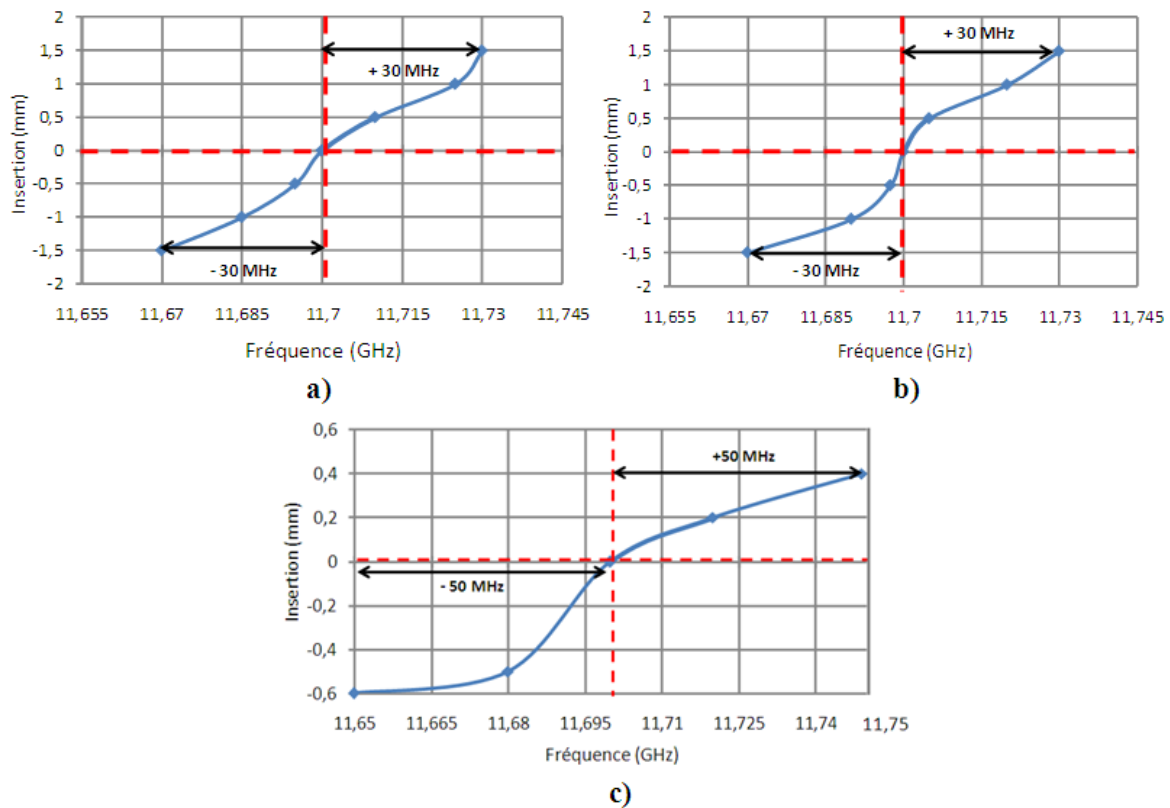 2
1,5
1
0,5
0
-0,5
-1
-1,5
-2
Insertion (mm)
+ 30 MHz
- 30 MHz
11,655 11,67 11,685 11,7 11,715 11,73 11,745
Fréquence (GHz)
a)
2
1,5
1
0,5
0
-0,5
-1
-1,5
-2
Insertion (mm)
+ 30 MHz
- 30 MHz
11,655 11,67 11,685 11,7 11,715 11,73 11,745
Fréquence (GHz)
b)
0,6
0,4
0,2
0
-0,2
-0,4
-0,6
Insertion (mm)
+50 MHz
- 50 MHz
11,65 11,665 11,68 11,695 11,71 11,725 11,74 11,75
Fréquence (GHz)
c)